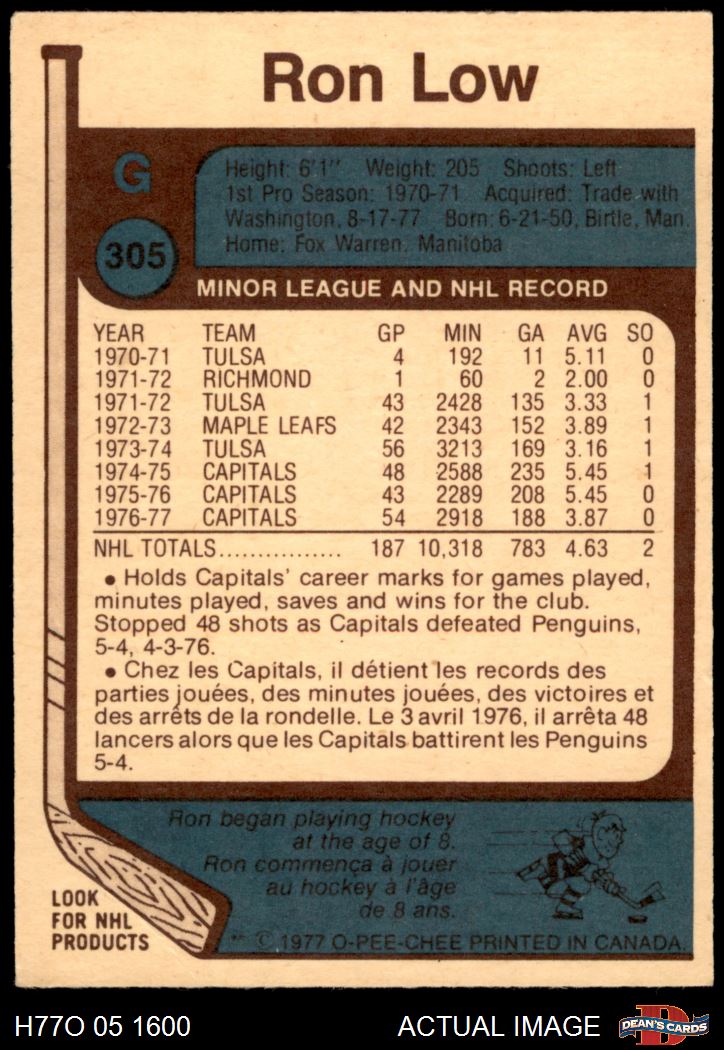 Ron Low
G
305
Height: 6'1" Weight: 205 Shoots: Left
1st Pro Season: 1970-71 Acquired: Trade with
Washington, 8-17-77 Born: 6-21-50, Birtle, Man.
Home: Fox Warren, Manitoba
MINOR LEAGUE AND NHL RECORD
YEAR TEAM GP MIN GA AVG SO
1970-71 TULSA 4 192 11 5.11 0
1971-72 RICHMOND 1 60 2 2.00 0
1971-72 TULSA 43 2428 135 3.33 1
1972-73 MAPLE LEAFS 42 2343 152 3.89 1
1973-74 TULSA 56 3213 169 3.16 1
1974-75 CAPITALS 48 2588 235 5.45 1
1975-76 CAPITALS 43 2289 208 5.45 0
1976-77 CAPITALS 54 2918 188 3.87 0
NHL TOTALS................ 187 10,318 783 4.63 2
• Holds Capitals' career marks for games played,
minutes played, saves and wins for the club.
Stopped 48 shots as Capitals defeated Penguins,
5-4, 4-3-76.
• Chez les Capitals, il détient les records des
parties jouées, des minutes jouées, des victoires et
des arrêts de la rondelle. Le 3 avril 1976, il arrêta 48
lancers alors que les Capitals battirent les Penguins
5-4.
Ron began playing hockey
at the age of 8.
Ron commença à jouer
au hockey à l'âge
de 8 ans.
LOOK
FOR NHL
PRODUCTS
** © 1977 O-PEE-CHEE PRINTED IN CANADA.
H77O 05 1600 ACTUAL IMAGE
D
DEAN'S CARDS